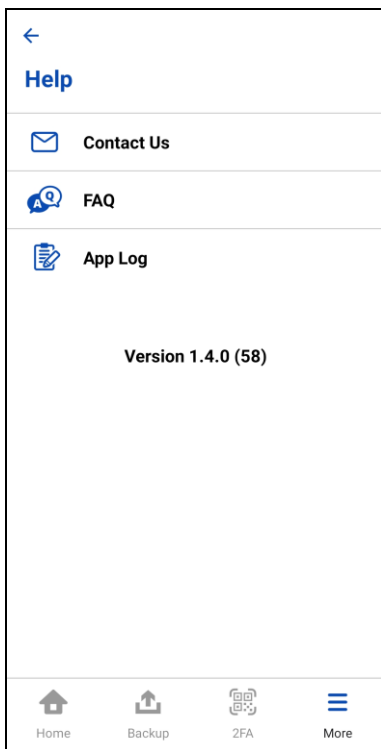 Help
Contact Us
A Q
FAQ
App Log
Version 1.4.0 (58)
Home Backup 2FA More